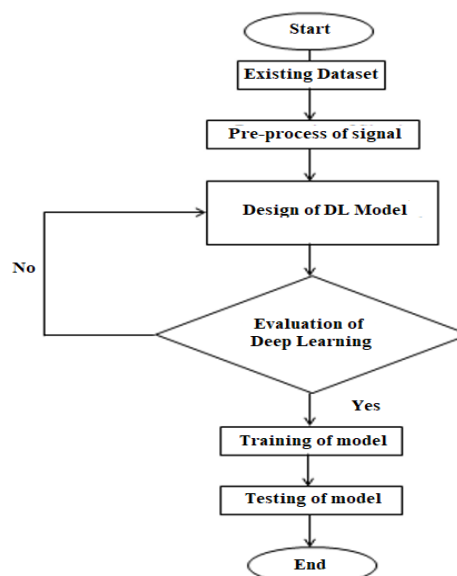 Start
Existing Dataset
Pre-process of signal
Design of DL Model
No
Evaluation of
Deep Learning
Yes
Training of model
Testing of model
End